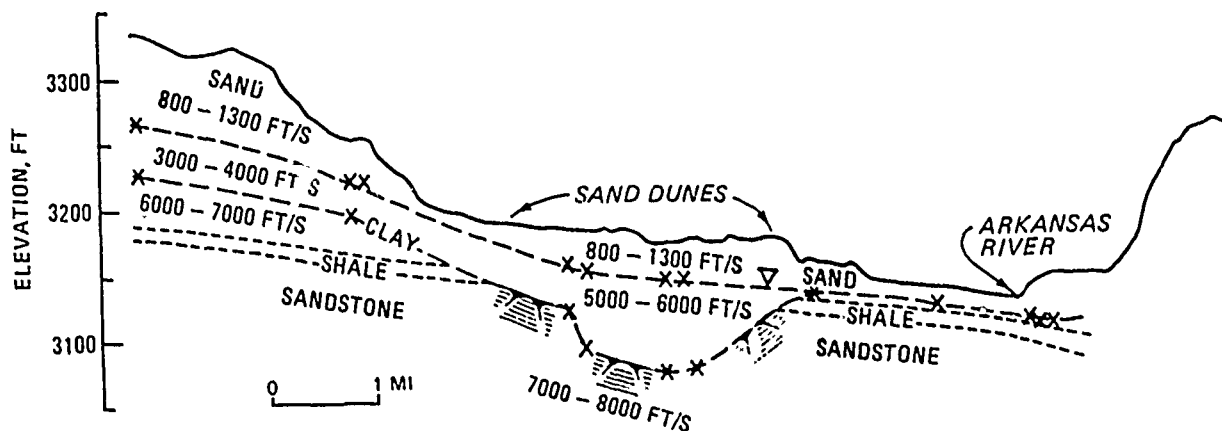 ELEVATION, FT
3300
3200
3100
SAND
800 – 1300 FT/S
3000 – 4000 FT S
6000 – 7000 FT/S
CLAY
SHALE
SANDSTONE
SAND DUNES
800 – 1300 FT/S
5000 – 6000 FT/S
7000 – 8000 FT/S
SAND
SHALE
SANDSTONE
ARKANSAS
RIVER
0 1 MI